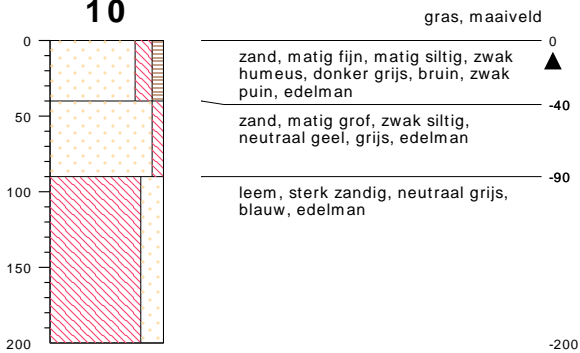 10
gras, maaiveld
0
0
zand, matig fijn, matig siltig, zwak
humeus, donker grijs, bruin, zwak
puin, edelman
-40
50
zand, matig grof, zwak siltig,
neutraal geel, grijs, edelman
-90
100
leem, sterk zandig, neutraal grijs,
blauw, edelman
150
200
-200